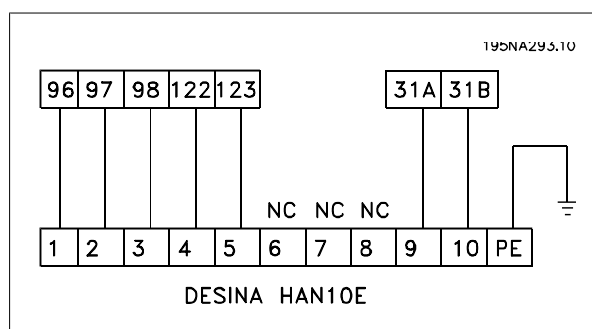 195NA293.10
96 97 98 122 123 31A 31B
NC NC NC
1 2 3 4 5 6 7 8 9 10 PE
DESINA HAN10E